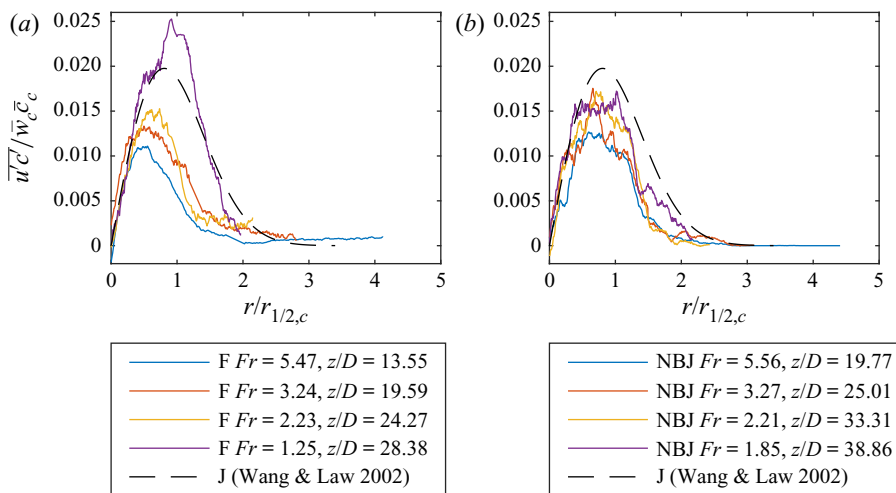 (a)
0.025
0.020
0.015
0.010
0.005
0
0 1 2 3 4 5
r/r1/2,c
u′c′/w̄c c̄c
F Fr = 5.47, z/D = 13.55
F Fr = 3.24, z/D = 19.59
F Fr = 2.23, z/D = 24.27
F Fr = 1.25, z/D = 28.38
J (Wang & Law 2002)
(b)
0.025
0.020
0.015
0.010
0.005
0
0 1 2 3 4 5
r/r1/2,c
NBJ Fr = 5.56, z/D = 19.77
NBJ Fr = 3.27, z/D = 25.01
NBJ Fr = 2.21, z/D = 33.31
NBJ Fr = 1.85, z/D = 38.86
J (Wang & Law 2002)